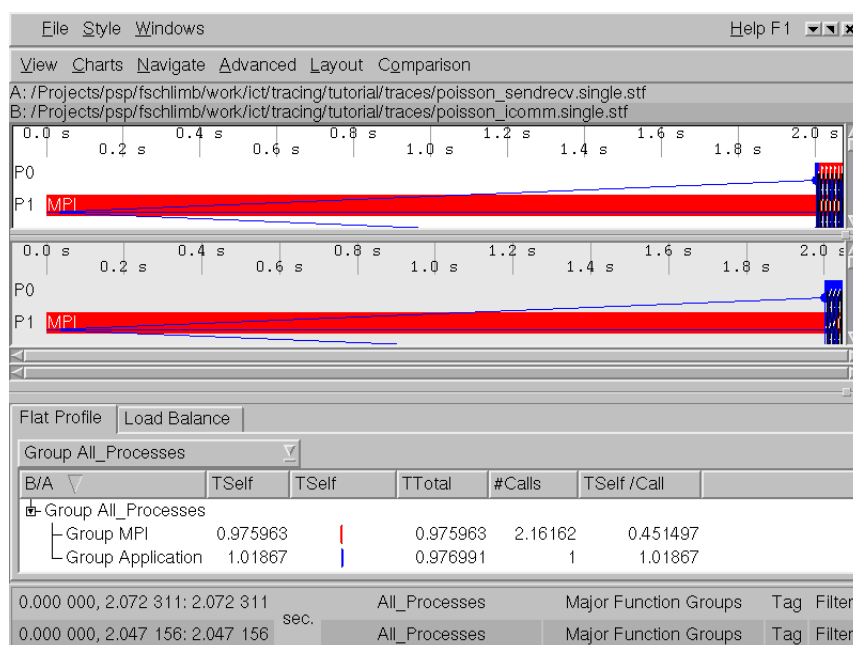 File Style Windows Help F1
View Charts Navigate Advanced Layout Comparison
A: /Projects/psp/fschlimb/work/ict/tracing/tutorial/traces/poisson_sendrecv.single.stf
B: /Projects/psp/fschlimb/work/ict/tracing/tutorial/traces/poisson_icomm.single.stf
0.0 s 0.4 s 0.8 s 1.2 s 1.6 s 2.0 s
0.2 s 0.6 s 1.0 s 1.4 s 1.8 s
P0
P1 MPI
0.0 s 0.4 s 0.8 s 1.2 s 1.6 s 2.0 s
0.2 s 0.6 s 1.0 s 1.4 s 1.8 s
P0
P1 MPI
Flat Profile Load Balance
Group All_Processes
B/A TSelf TSelf TTotal #Calls TSelf /Call
Group All_Processes
Group MPI 0.975963 0.975963 2.16162 0.451497
Group Application 1.01867 0.976991 1 1.01867
0.000 000, 2.072 311: 2.072 311 sec. All_Processes Major Function Groups Tag Filter
0.000 000, 2.047 156: 2.047 156 All_Processes Major Function Groups Tag Filter